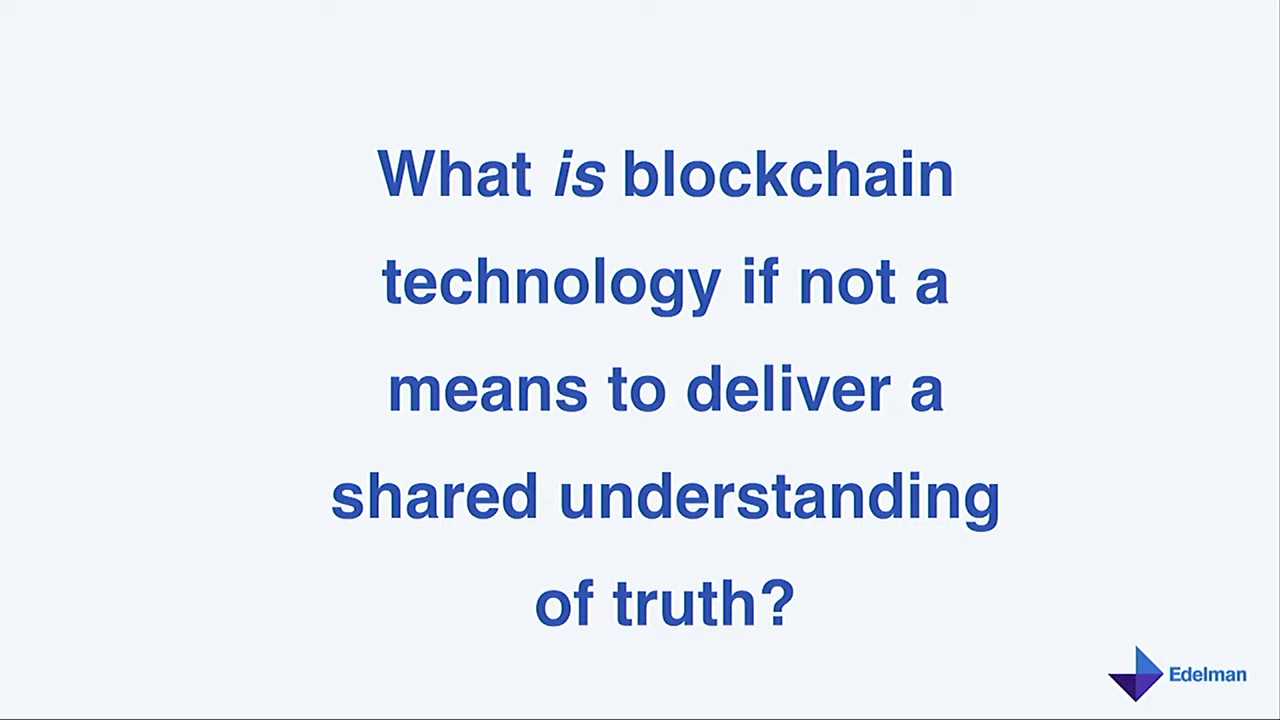 What is blockchain
technology if not a
means to deliver a
shared understanding
of truth?
Edelman